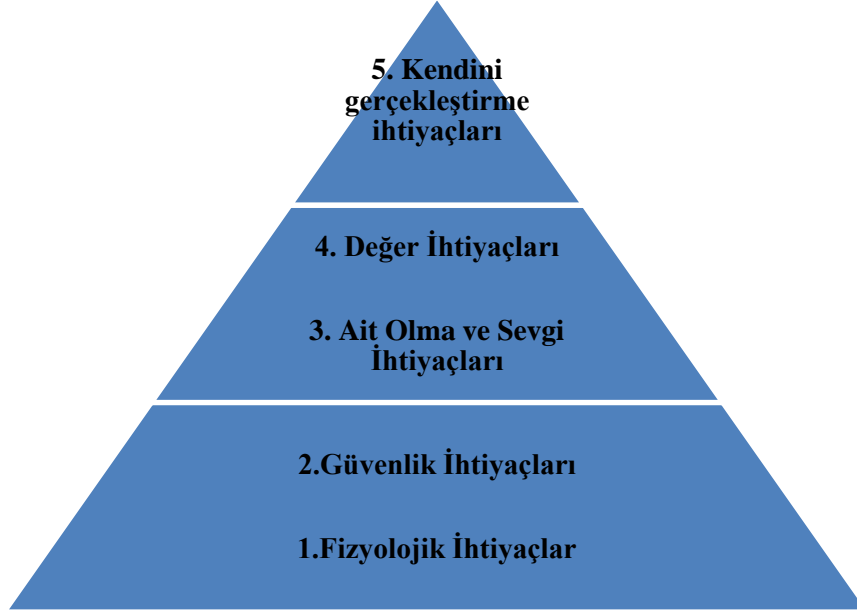 5. Kendini
gerçekleştirme
ihtiyaçları
4. Değer İhtiyaçları
3. Ait Olma ve Sevgi
İhtiyaçları
2.Güvenlik İhtiyaçları
1.Fizyolojik İhtiyaçlar